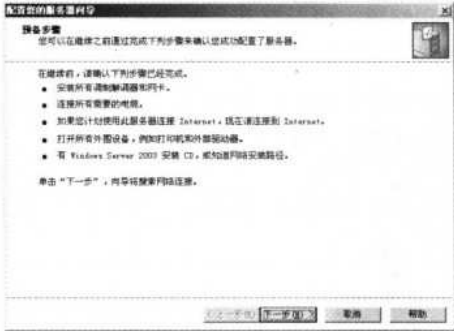 配置您的服务器向导
预备步骤
您可以在继续之前通过完成下列步骤来确认您成功配置了服务器。
在继续前，请确认下列步骤已经完成。
• 安装所有调制解调器和网卡。
• 连接所有需要的电缆。
• 如果您计划使用此服务器连接 Internet，现在请连接到 Internet。
• 打开所有外围设备，例如打印机和外部驱动器。
• 有 Windows Server 2003 安装 CD，或知道网络安装路径。
单击“下一步”，向导将搜索网络连接。
<上一步(B) 下一步(N)> 取消 帮助